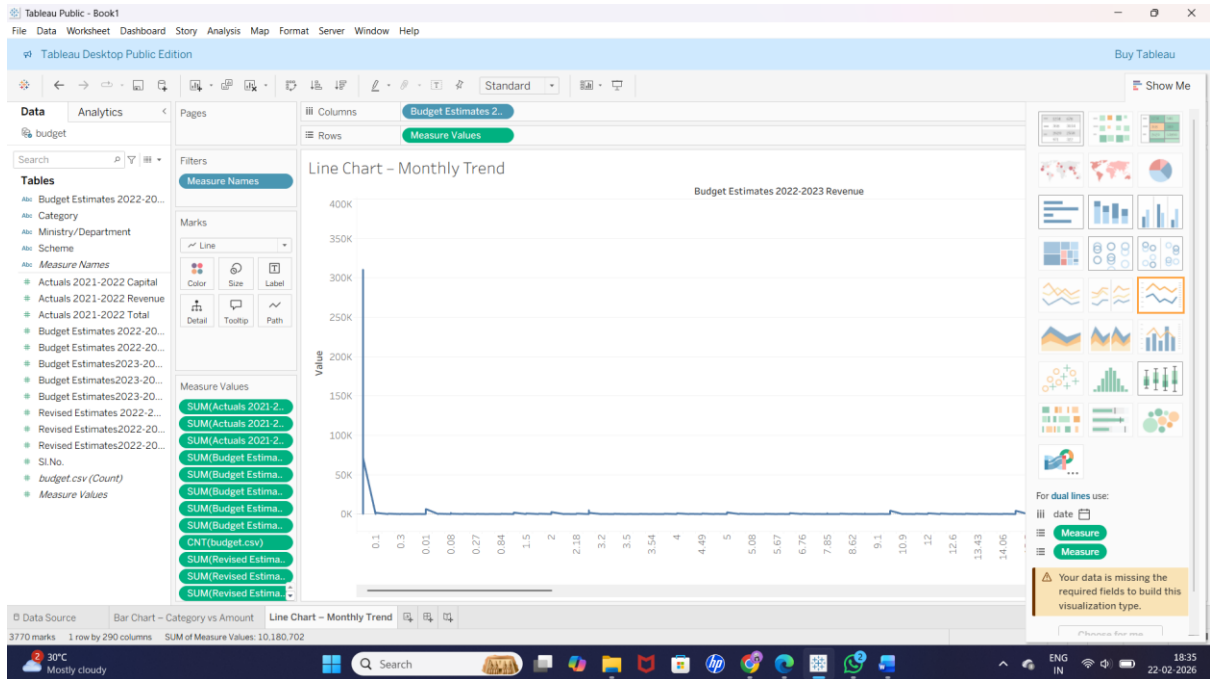 Tableau Public - Book1
File Data Worksheet Dashboard Story Analysis Map Format Server Window Help
Tableau Desktop Public Edition
Buy Tableau
Standard
Show Me
Data Analytics
budget
Search
Tables
Abc Budget Estimates 2022-20...
Abc Category
Abc Ministry/Department
Abc Scheme
Abc Measure Names
# Actuals 2021-2022 Capital
# Actuals 2021-2022 Revenue
# Actuals 2021-2022 Total
# Budget Estimates 2022-20...
# Budget Estimates 2022-20...
# Budget Estimates2023-20...
# Budget Estimates2023-20...
# Budget Estimates2023-20...
# Revised Estimates 2022-2...
# Revised Estimates2022-20...
# Revised Estimates2022-20...
# Sl.No.
# budget.csv (Count)
# Measure Values
Pages
Filters
Measure Names
Marks
Line
Color Size Label
Detail Tooltip Path
Measure Values
SUM(Actuals 2021-2..
SUM(Actuals 2021-2..
SUM(Actuals 2021-2..
SUM(Budget Estima..
SUM(Budget Estima..
SUM(Budget Estima..
SUM(Budget Estima..
SUM(Budget Estima..
CNT(budget.csv)
SUM(Revised Estima..
SUM(Revised Estima..
SUM(Revised Estima..
Columns
Budget Estimates 2..
Rows
Measure Values
Line Chart – Monthly Trend
Budget Estimates 2022-2023 Revenue
400K
350K
300K
250K
200K
150K
100K
50K
0K
Value
0.1 0.3 0.01 0.08 0.27 0.84 1.5 2 2.18 3.2 3.5 3.54 4 4.49 5 5.08 5.67 6.76 7.85 8.62 9.1 10.9 12 12.6 13.43 14.06
For dual lines use:
date
Measure
Measure
Your data is missing the
required fields to build this
visualization type.
Choose for me
Data Source Bar Chart – Category vs Amount Line Chart – Monthly Trend
3770 marks 1 row by 290 columns SUM of Measure Values: 10,180,702
2
30°C
Mostly cloudy
Search
hp
2
ENG
IN
18:35
22-02-2026